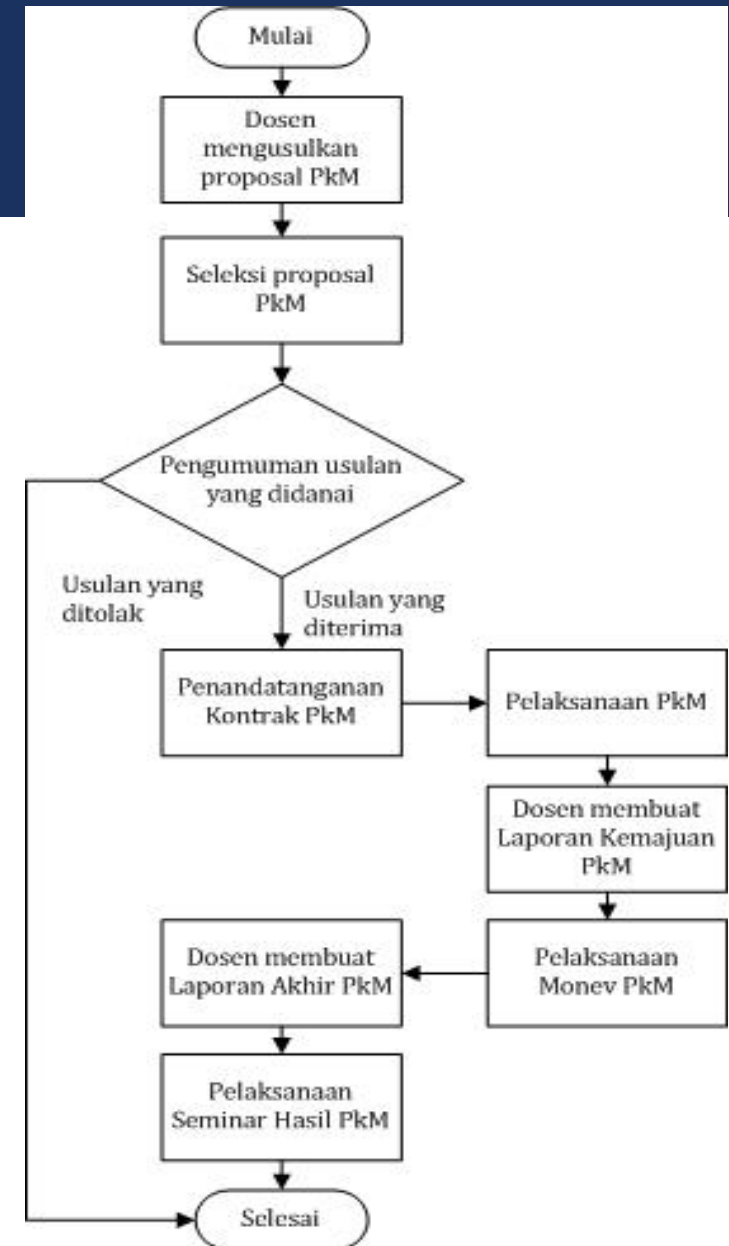 Mulai
Dosen
mengusulkan
proposal PkM
Seleksi proposal
PkM
Pengumuman usulan
yang didanai
Usulan yang
ditolak
Usulan yang
diterima
Penandatanganan
Kontrak PkM
Pelaksanaan PkM
Dosen membuat
Laporan Kemajuan
PkM
Pelaksanaan
Monev PkM
Dosen membuat
Laporan Akhir PkM
Pelaksanaan
Seminar Hasil PkM
Selesai